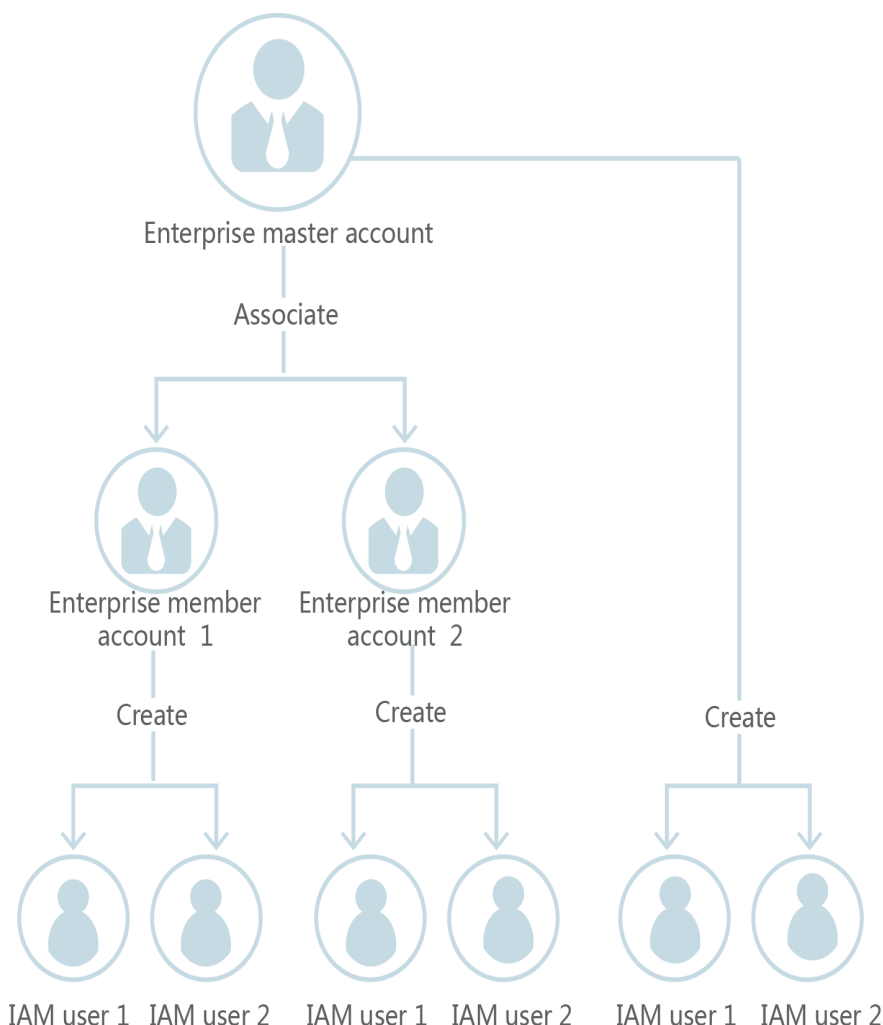 Enterprise master account
Associate
Enterprise member
account 1
Enterprise member
account 2
Create
Create
Create
IAM user 1
IAM user 2
IAM user 1
IAM user 2
IAM user 1
IAM user 2